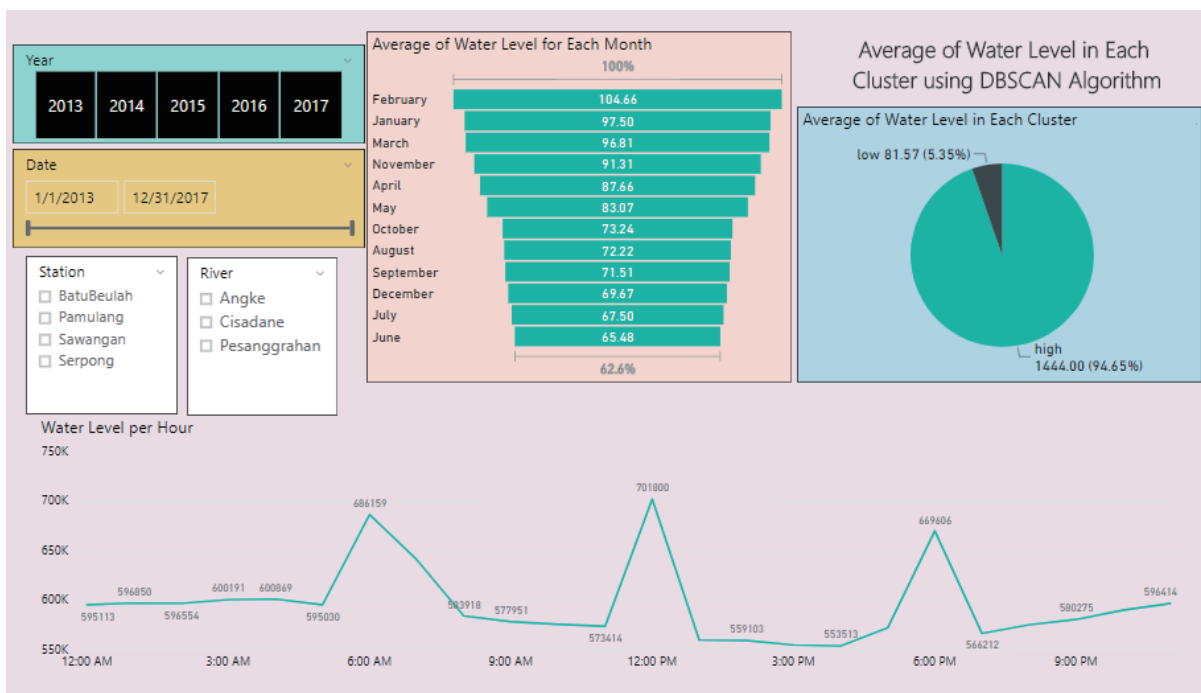 Year
2013 2014 2015 2016 2017
Date
1/1/2013 12/31/2017
Station
BatuBeulah
Pamulang
Sawangan
Serpong
River
Angke
Cisadane
Pesanggrahan
Average of Water Level for Each Month
100%
February 104.66
January 97.50
March 96.81
November 91.31
April 87.66
May 83.07
October 73.24
August 72.22
September 71.51
December 69.67
July 67.50
June 65.48
62.6%
Average of Water Level in Each
Cluster using DBSCAN Algorithm
Average of Water Level in Each Cluster
low 81.57 (5.35%)
high
1444.00 (94.65%)
Water Level per Hour
750K
700K
650K
600K
550K
595113
596850
596554
600191
600869
595030
686159
583918
577951
573414
701800
559103
553513
669606
566212
580275
596414
12:00 AM 3:00 AM 6:00 AM 9:00 AM 12:00 PM 3:00 PM 6:00 PM 9:00 PM